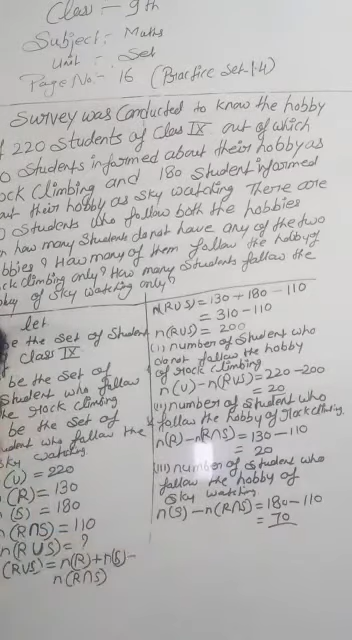 Class :- 9th
Subject:- Maths
Unit :- Set
Page No:- 16 (Practice Set 1.4)
Survey was Conducted to know the hobby
220 Students of Class IX out of which
Students informed about their hobby as
ock Climbing and 180 Student informed
out their hobby as Sky watching There are
Students who follow both the hobbies
how many Students do not have any of the two
bbies? How many of them follow the hobby of
ck climbing only? How many Students follow the
of Sky watching only?
let
be the set of Student
Class IX
be the set of
Student who follow
the rock climbing
be the set of
udent who follow the
sky watching
(U) = 220
(R) = 130
(S) = 180
(R∩S) = 110
n(R∪S) = ?
(R∪S) = n(R)+n(S)-
n(R∩S)
n(R∪S) = 130+180-110
= 310-110
n(R∪S) = 200
(i) number of Student who
do not follow the hobby
of rock climbing
n(U)-n(R∪S)=220-200
= 20
(ii) number of Student who
follow the hobby of rock climbing
n(R)-n(R∩S)=130-110
= 20
(iii) number of Student who
follow the hobby of
Sky watching
n(S)-n(R∩S)=180-110
= 70